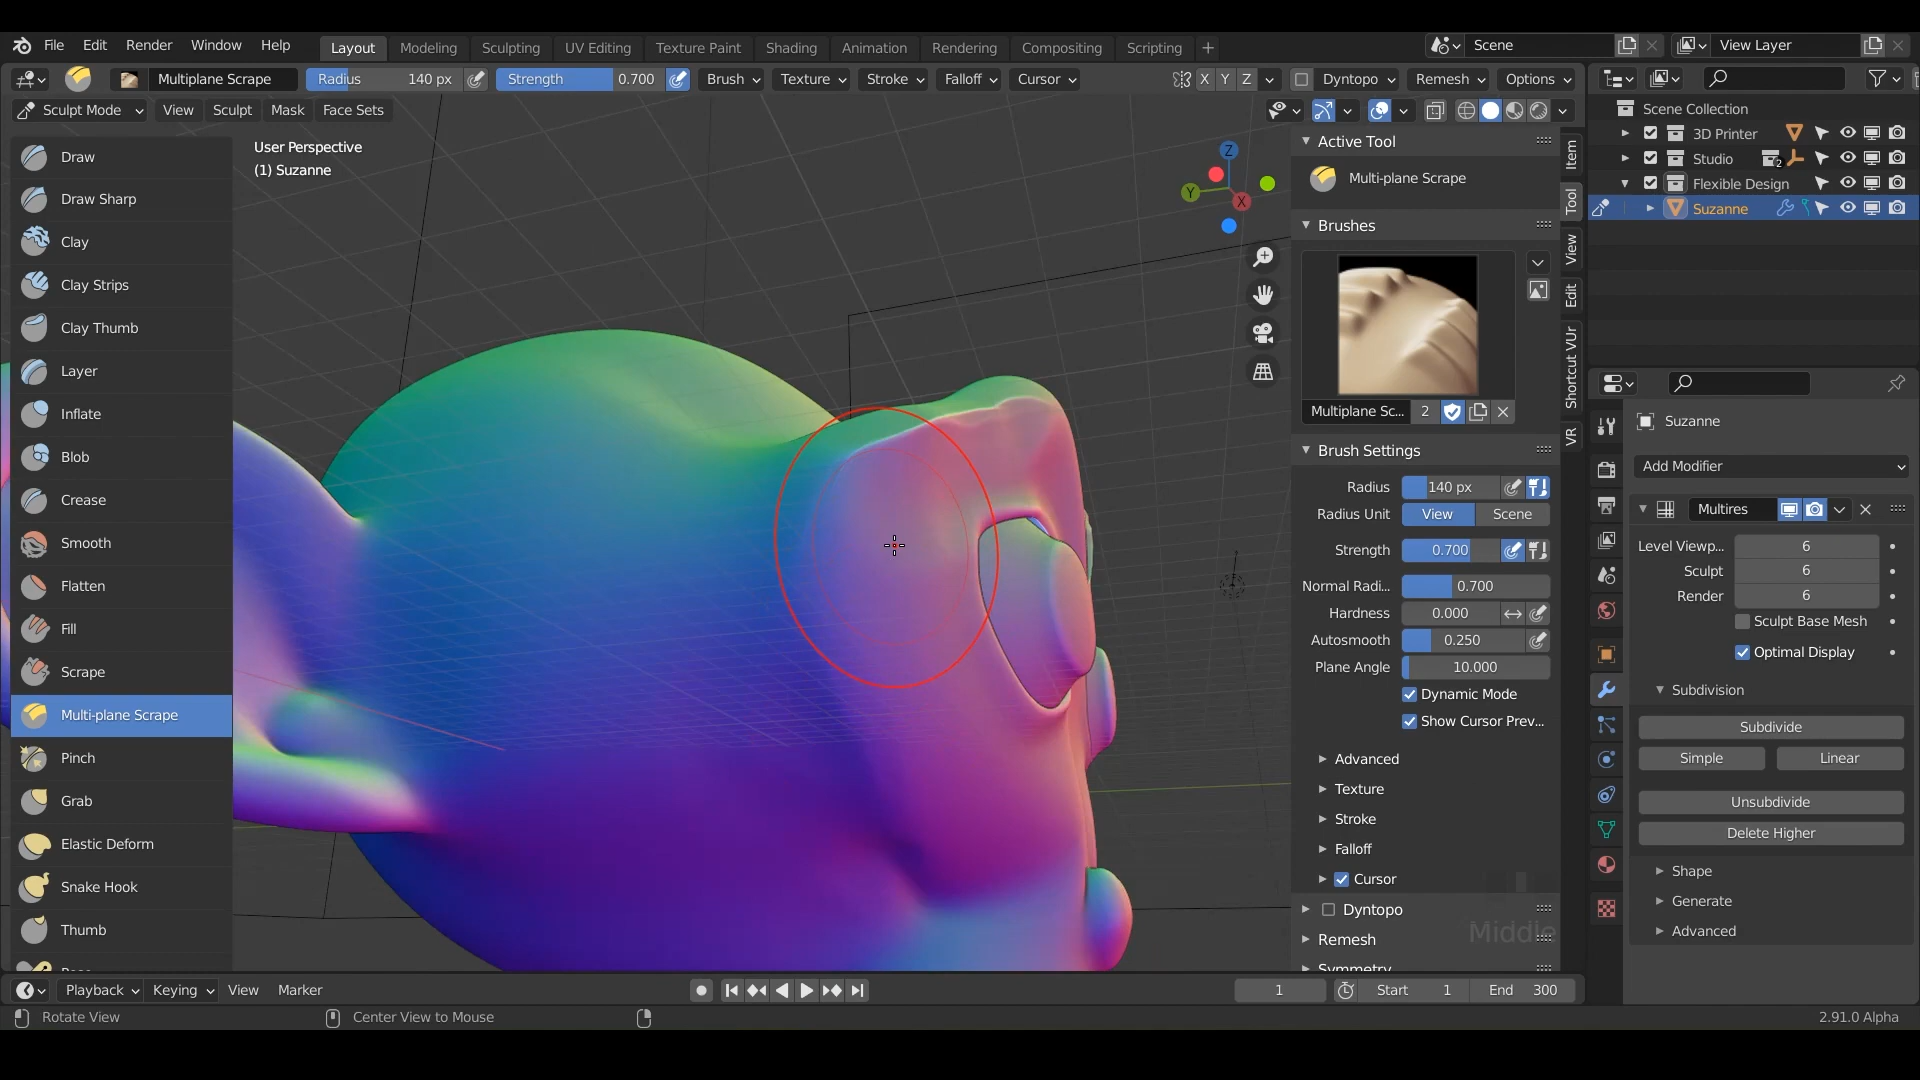 File Edit Render Window Help Layout Modeling Sculpting UV Editing Texture Paint Shading Animation Rendering Compositing Scripting + Scene View Layer
Multiplane Scrape Radius 140 px Strength 0.700 Brush Texture Stroke Falloff Cursor X Y Z Dyntopo Remesh Options
Sculpt Mode View Sculpt Mask Face Sets
User Perspective
(1) Suzanne
Draw
Draw Sharp
Clay
Clay Strips
Clay Thumb
Layer
Inflate
Blob
Crease
Smooth
Flatten
Fill
Scrape
Multi-plane Scrape
Pinch
Grab
Elastic Deform
Snake Hook
Thumb
Z
Y
X
Active Tool
Multi-plane Scrape
Brushes
Multiplane Sc... 2
Brush Settings
Radius 140 px
Radius Unit View Scene
Strength 0.700
Normal Radi... 0.700
Hardness 0.000
Autosmooth 0.250
Plane Angle 10.000
Dynamic Mode
Show Cursor Prev...
Advanced
Texture
Stroke
Falloff
Cursor
Dyntopo
Remesh
Symmetry
Middle
Item
Tool
View
Edit
Shortcut VUr
VR
Scene Collection
3D Printer
Studio 2
Flexible Design
Suzanne
Suzanne
Add Modifier
Multires
Level Viewp... 6
Sculpt 6
Render 6
Sculpt Base Mesh
Optimal Display
Subdivision
Subdivide
Simple Linear
Unsubdivide
Delete Higher
Shape
Generate
Advanced
Playback Keying View Marker 1 Start 1 End 300
Rotate View Center View to Mouse 2.91.0 Alpha